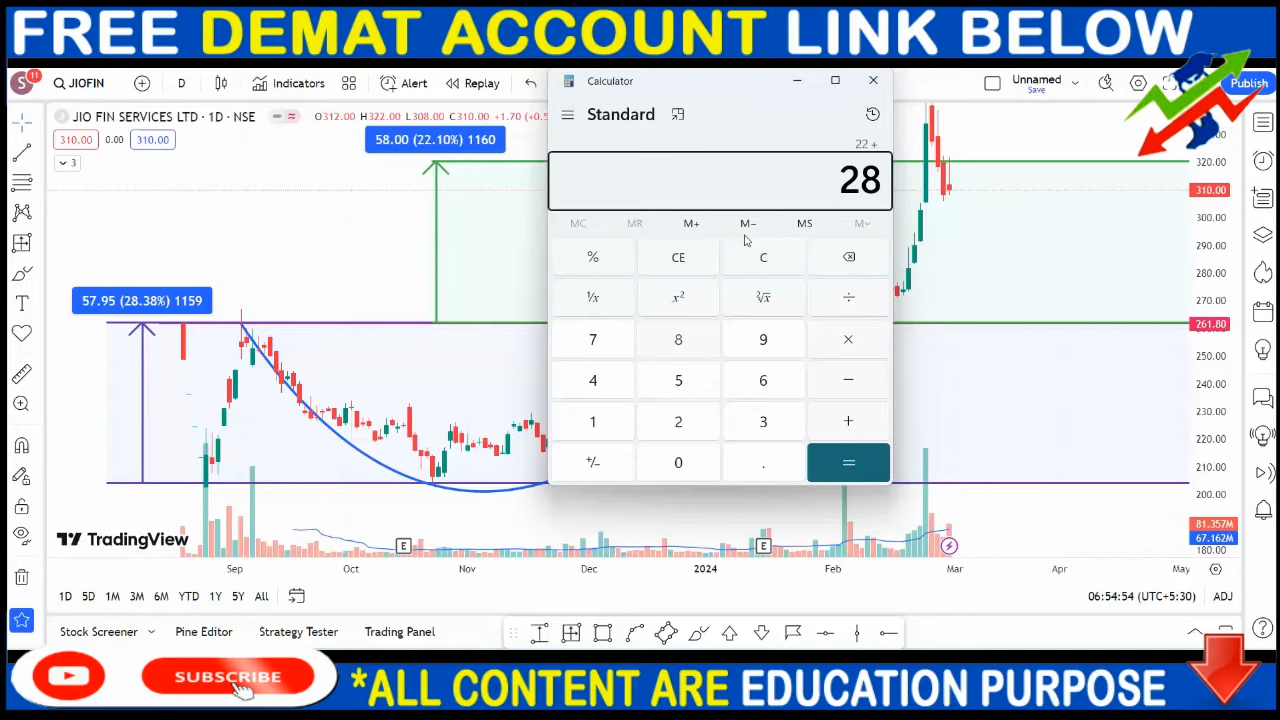 FREE DEMAT ACCOUNT LINK BELOW
S 11 JIOFIN D Indicators Alert Replay
Unnamed
Save
Publish
JIO FIN SERVICES LTD · 1D · NSE O312.00 H322.00 L308.00 C310.00 +1.70 (+0.5
310.00 0.00 310.00
3
58.00 (22.10%) 1160
57.95 (28.38%) 1159
Calculator
Standard
22 +
28
MC MR M+ M− MS M
% CE C
1/x x² ²√x ÷
7 8 9 ×
4 5 6 −
1 2 3 +
+/− 0 . =
320.00
310.00
300.00
290.00
280.00
270.00
261.80
250.00
240.00
230.00
220.00
210.00
200.00
81.357M
67.162M
180.00
TradingView
E E
Sep Oct Nov Dec 2024 Feb Mar Apr May
1D 5D 1M 3M 6M YTD 1Y 5Y All
06:54:54 (UTC+5:30) ADJ
Stock Screener Pine Editor Strategy Tester Trading Panel
SUBSCRIBE
*ALL CONTENT ARE EDUCATION PURPOSE